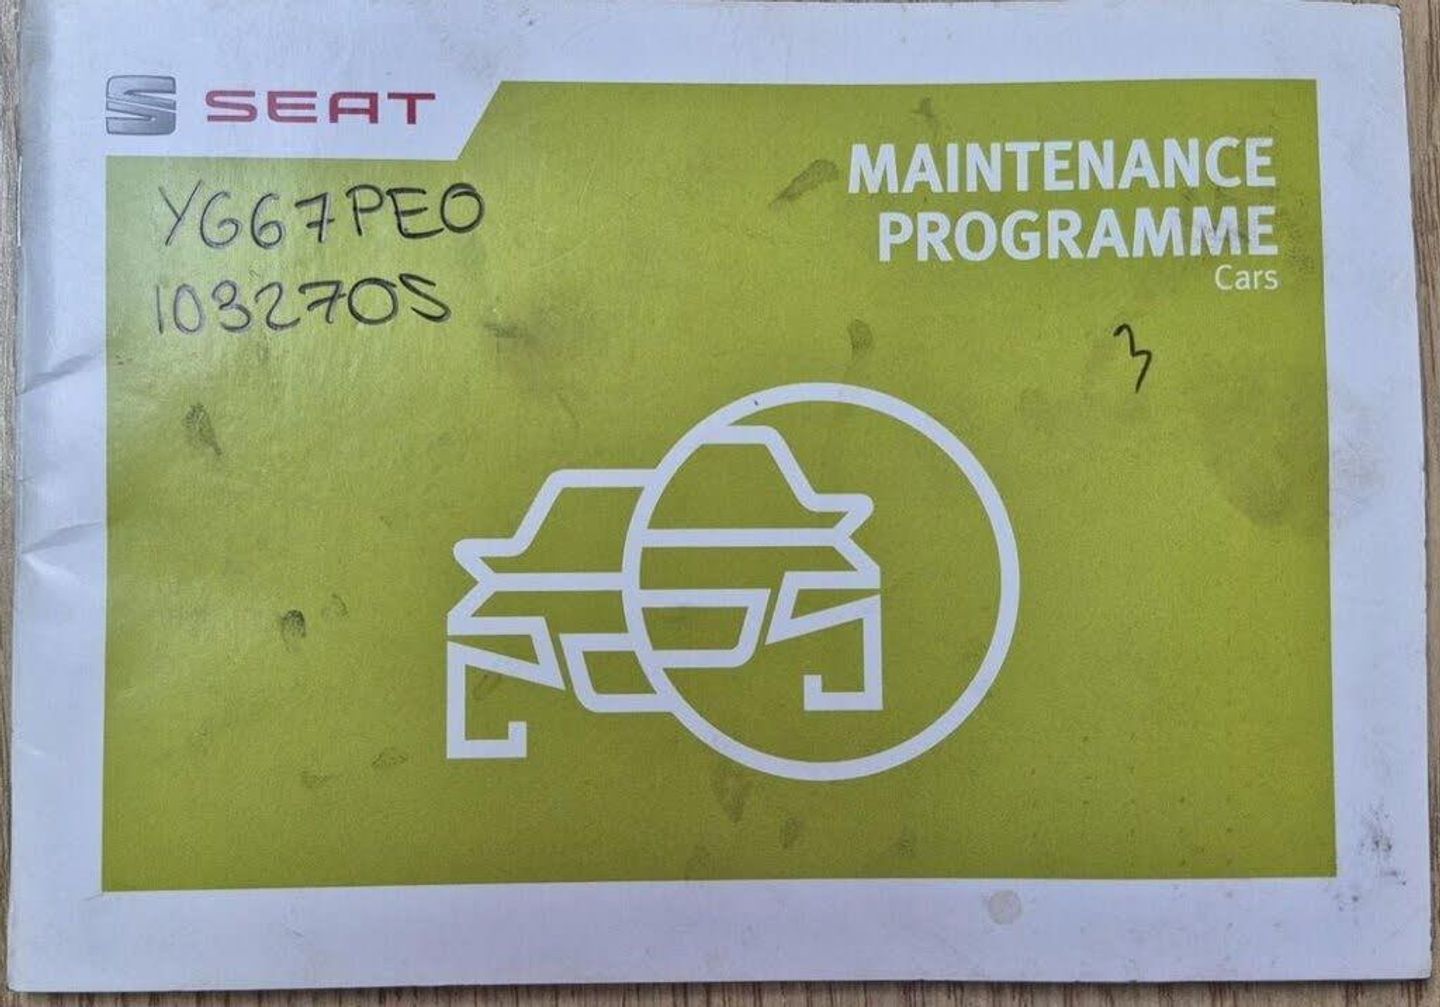 SEAT
MAINTENANCE
PROGRAMME
Cars
YG67PEO
103270S
3